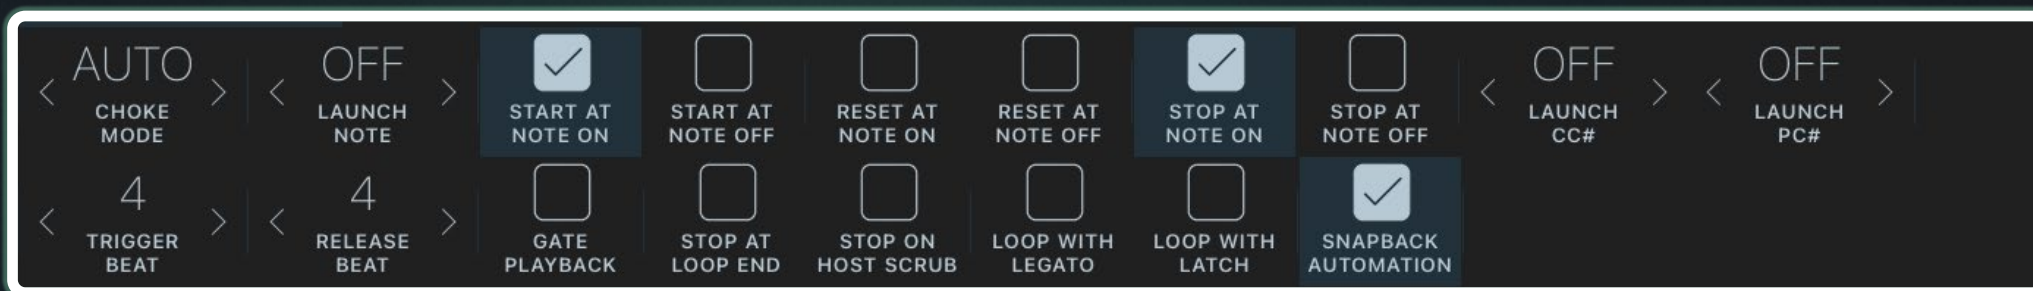 AUTO
CHOKE
MODE
OFF
LAUNCH
NOTE
START AT
NOTE ON
START AT
NOTE OFF
RESET AT
NOTE ON
RESET AT
NOTE OFF
STOP AT
NOTE ON
STOP AT
NOTE OFF
OFF
LAUNCH
CC#
OFF
LAUNCH
PC#
4
TRIGGER
BEAT
4
RELEASE
BEAT
GATE
PLAYBACK
STOP AT
LOOP END
STOP ON
HOST SCRUB
LOOP WITH
LEGATO
LOOP WITH
LATCH
SNAPBACK
AUTOMATION